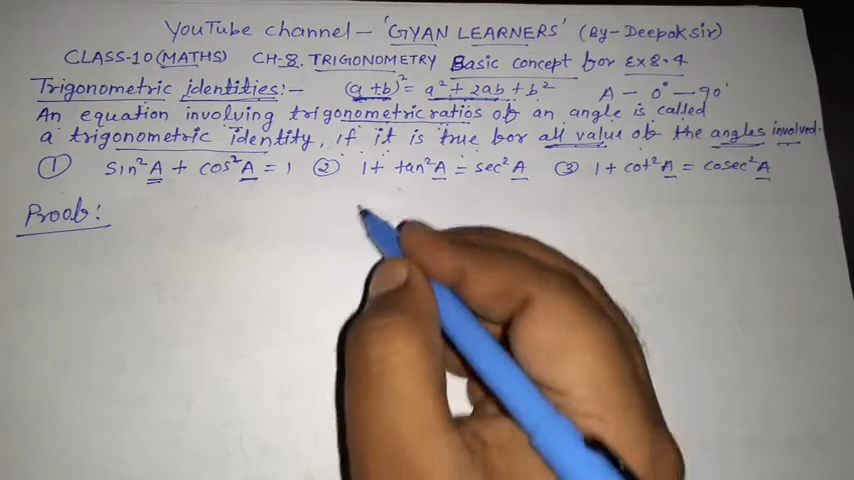 YouTube channel - 'GYAN LEARNERS' (By-Deepak sir)
CLASS-10 (MATHS) CH-8. TRIGONOMETRY Basic concept for Ex 8.4
Trigonometric identities:- (a+b)² = a² + 2ab + b² A - 0° - 90°
An equation involving trigonometric ratios of an angle is called
a trigonometric identity, if it is true for all value of the angles involved.
① sin²A + cos²A = 1 ② 1 + tan²A = sec²A ③ 1 + cot²A = cosec²A
Proof: